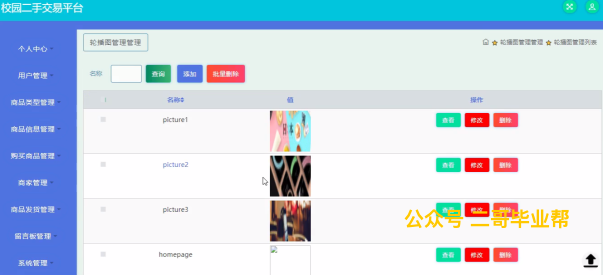 校园二手交易平台
个人中心
用户管理
商品类型管理
商品信息管理
购买商品管理
商家管理
商品发货管理
留言板管理
系统管理
轮播图管理管理
轮播图管理管理 轮播图管理列表
名称 查询 添加 批量删除
名称 值 操作
picture1 查看 修改 删除
picture2 查看 修改 删除
picture3 查看 修改 删除
公众号 二哥毕业帮
homepage 查看 修改 删除